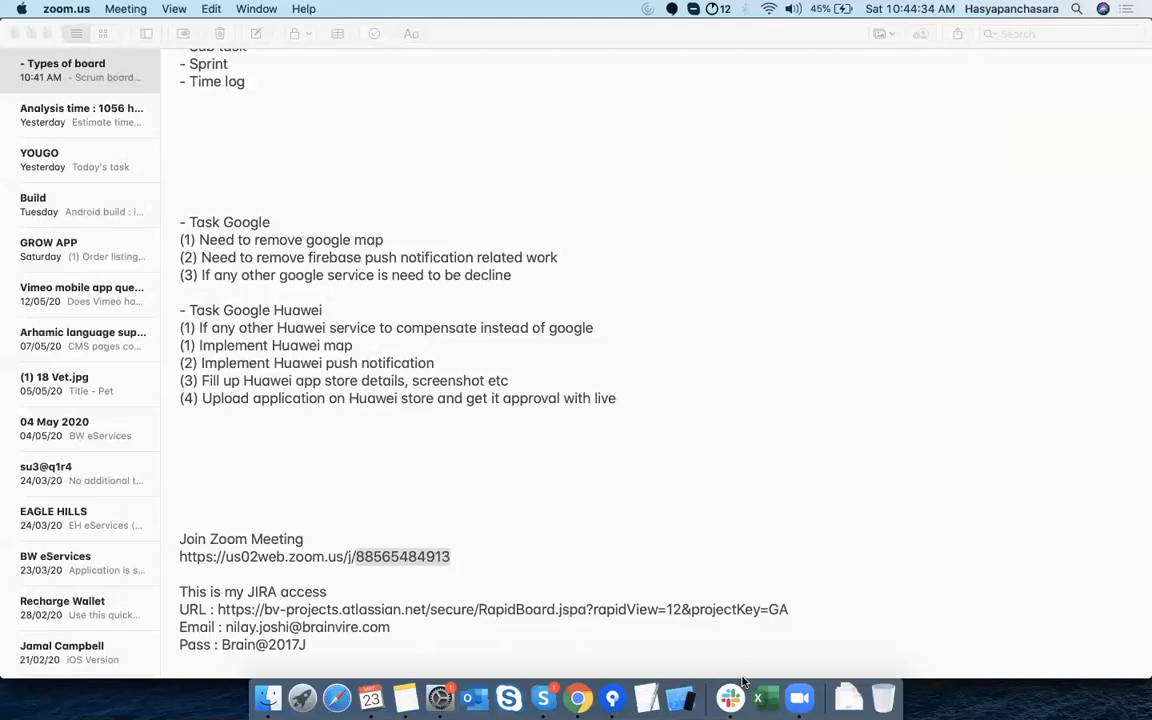 zoom.us Meeting View Edit Window Help
12 45% Sat 10:44:34 AM Hasyapanchasara
Aa
Search
- Types of board
10:41 AM - Scrum board...
Analysis time : 1056 h...
Yesterday Estimate time...
YOUGO
Yesterday Today's task
Build
Tuesday Android build : i...
GROW APP
Saturday (1) Order listing...
Vimeo mobile app que...
12/05/20 Does Vimeo ha...
Arhamic language sup...
07/05/20 CMS pages co...
(1) 18 Vet.jpg
05/05/20 Title - Pet
04 May 2020
04/05/20 BW eServices
su3@q1r4
24/03/20 No additional t...
EAGLE HILLS
24/03/20 EH eServices (...
BW eServices
23/03/20 Application is s...
Recharge Wallet
28/02/20 Use this quick...
Jamal Campbell
21/02/20 iOS Version
- Sub task
- Sprint
- Time log
- Task Google
(1) Need to remove google map
(2) Need to remove firebase push notification related work
(3) If any other google service is need to be decline
- Task Google Huawei
(1) If any other Huawei service to compensate instead of google
(1) Implement Huawei map
(2) Implement Huawei push notification
(3) Fill up Huawei app store details, screenshot etc
(4) Upload application on Huawei store and get it approval with live
Join Zoom Meeting
https://us02web.zoom.us/j/88565484913
This is my JIRA access
URL : https://bv-projects.atlassian.net/secure/RapidBoard.jspa?rapidView=12&projectKey=GA
Email : nilay.joshi@brainvire.com
Pass : Brain@2017J
23